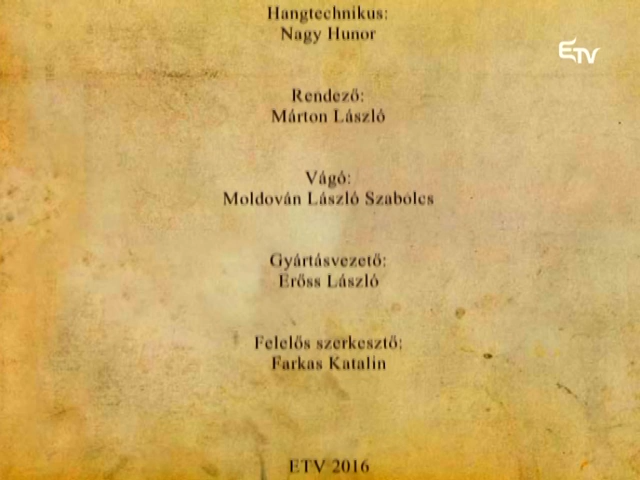 Hangtechnikus:
Nagy Hunor
ETV
Rendező:
Márton László
Vágó:
Moldován László Szabolcs
Gyártásvezető:
Erőss László
Felelős szerkesztő:
Farkas Katalin
ETV 2016